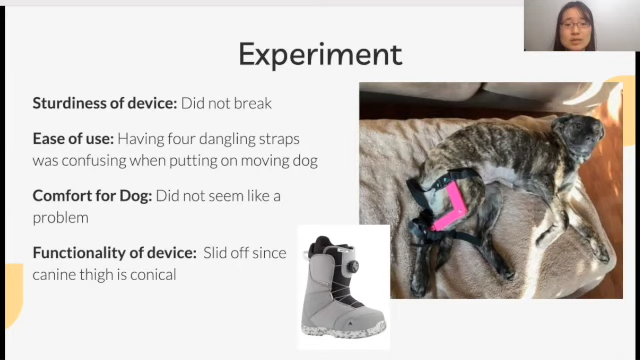 Experiment
Sturdiness of device: Did not break
Ease of use: Having four dangling straps
was confusing when putting on moving dog
Comfort for Dog: Did not seem like a
problem
Functionality of device: Slid off since
canine thigh is conical